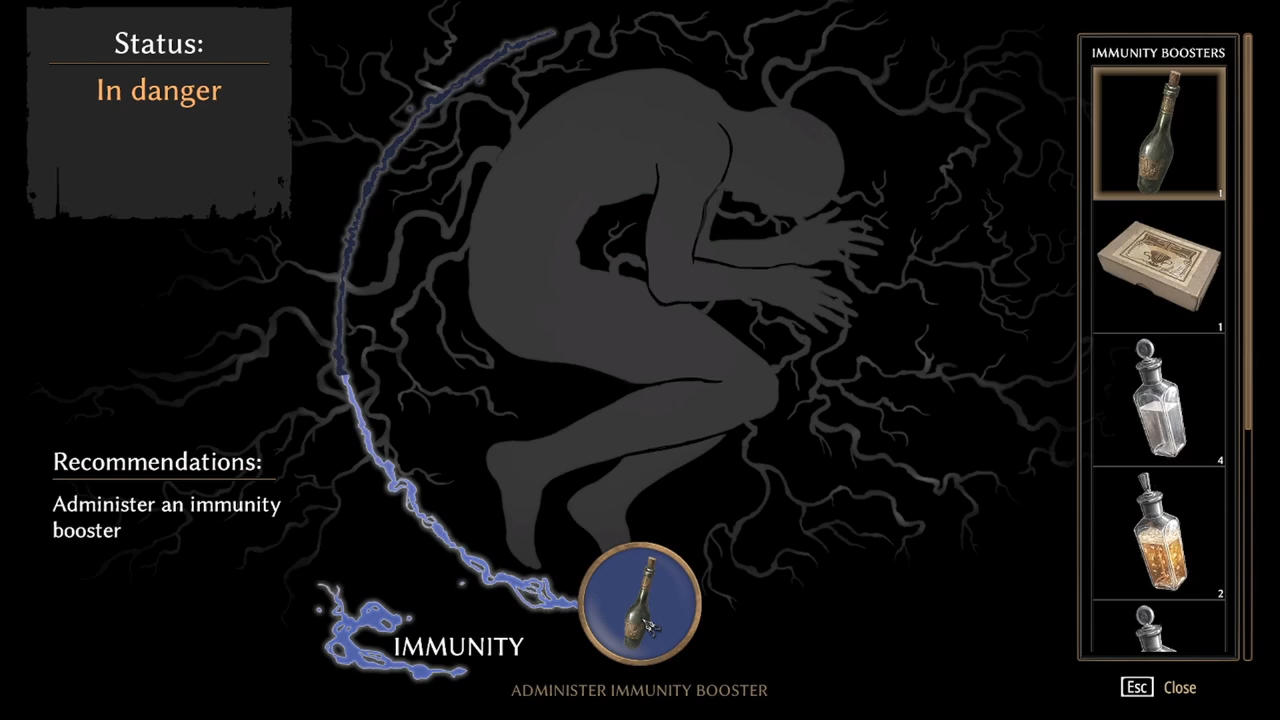 Status:
In danger
IMMUNITY BOOSTERS
1
1
4
2
Recommendations:
Administer an immunity
booster
IMMUNITY
ADMINISTER IMMUNITY BOOSTER
Esc Close